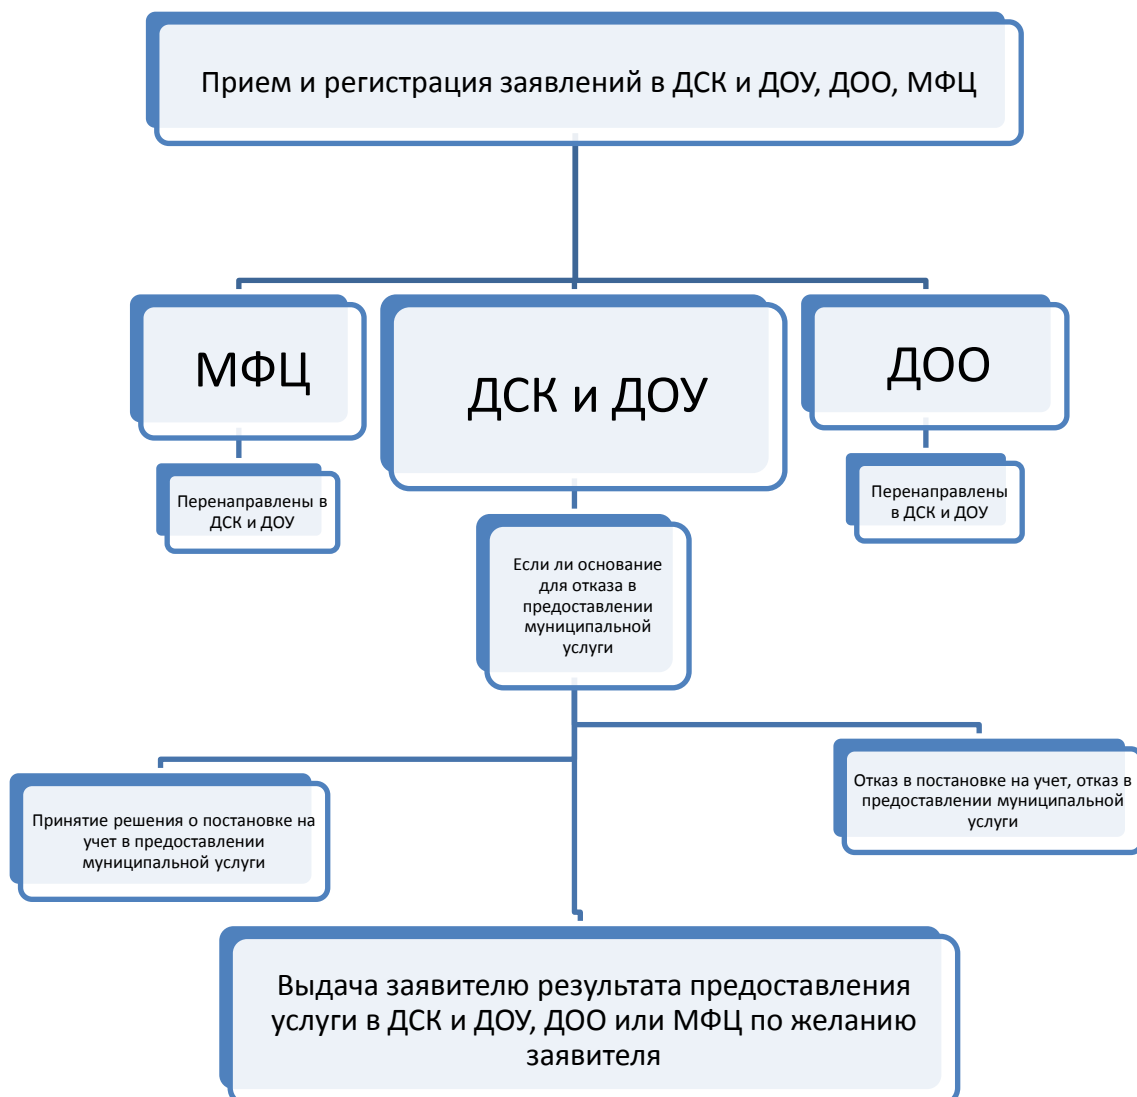 Прием и регистрация заявлений в ДСК и ДОУ, ДОО, МФЦ
МФЦ
ДСК и ДОУ
ДОО
Перенаправлены в
ДСК и ДОУ
Перенаправлены
в ДСК и ДОУ
Если ли основание
для отказа в
предоставлении
муниципальной
услуги
Принятие решения о постановке на
учет в предоставлении
муниципальной услуги
Отказ в постановке на учет, отказ в
предоставлении муниципальной
услуги
Выдача заявителю результата предоставления
услуги в ДСК и ДОУ, ДОО или МФЦ по желанию
заявителя